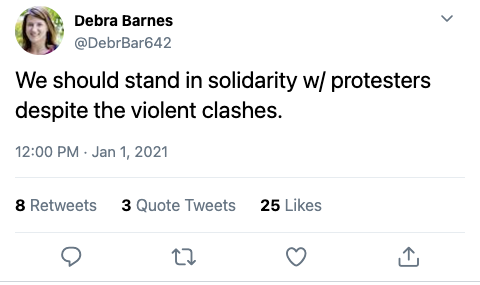 Debra Barnes
@DebrBar642
We should stand in solidarity w/ protesters
despite the violent clashes.
12:00 PM · Jan 1, 2021
8 Retweets 3 Quote Tweets 25 Likes